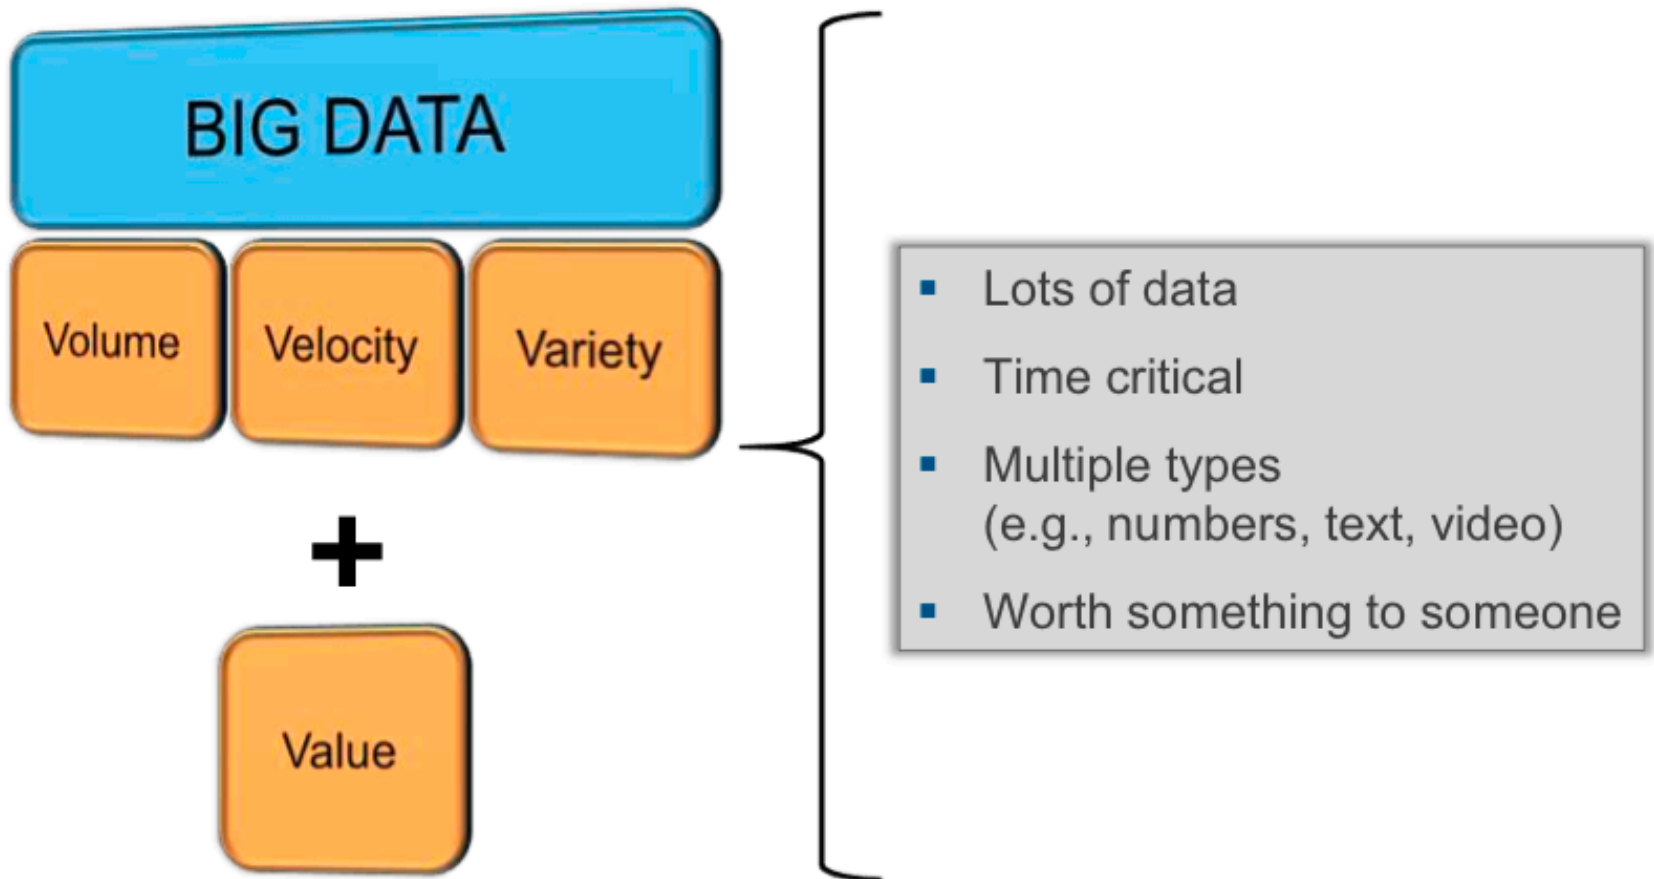 BIG DATA
Volume
Velocity
Variety
+
Value
▪ Lots of data
▪ Time critical
▪ Multiple types
(e.g., numbers, text, video)
▪ Worth something to someone